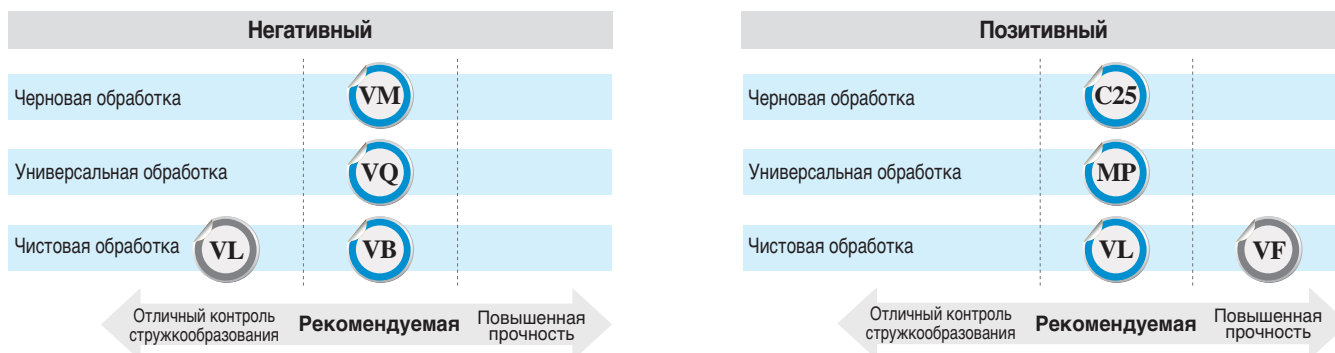 Негативный
Черновая обработка
VM
Универсальная обработка
VQ
Чистовая обработка
VL
VB
Отличный контроль
стружкообразования
Рекомендуемая
Повышенная
прочность
Позитивный
Черновая обработка
C25
Универсальная обработка
MP
Чистовая обработка
VL
VF
Отличный контроль
стружкообразования
Рекомендуемая
Повышенная
прочность